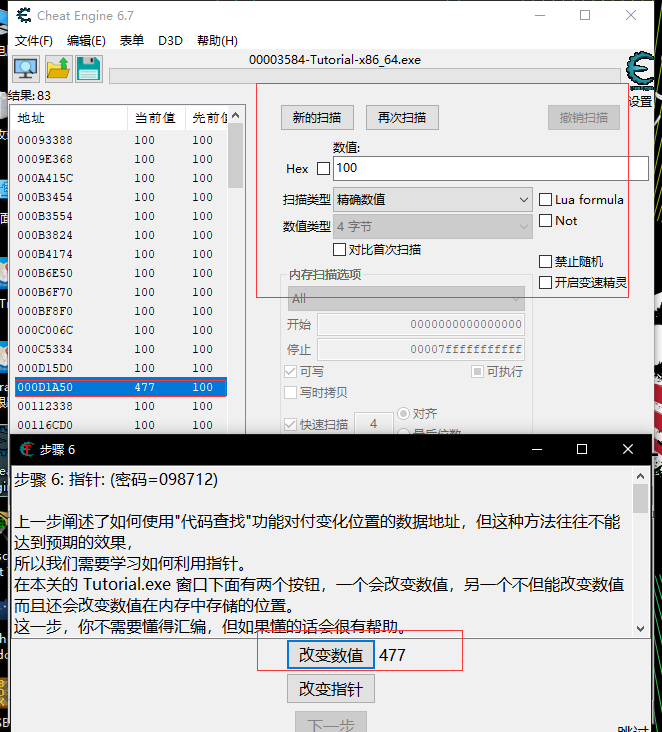 Cheat Engine 6.7
文件(F) 编辑(E) 表单 D3D 帮助(H)
00003584-Tutorial-x86_64.exe
设置
结果: 83
地址 当前值 先前值
00093388 100 100
0009E368 100 100
000A415C 100 100
000B3454 100 100
000B3554 100 100
000B3824 100 100
000B4174 100 100
000B6E50 100 100
000B6F70 100 100
000BF8F0 100 100
000C006C 100 100
000C5334 100 100
000D15D0 100 100
000D1A50 477 100
00112338 100 100
00116CD0 100 100
新的扫描 再次扫描 撤销扫描
数值:
Hex 100
扫描类型 精确数值 Lua formula
数值类型 4 字节 Not
对比首次扫描
禁止随机
开启变速精灵
内存扫描选项
All
开始 0000000000000000
停止 00007fffffffffff
可写 可执行
写时拷贝
快速扫描 4 对齐
最后位数
步骤 6
步骤 6: 指针: (密码=098712)
上一步阐述了如何使用"代码查找"功能对付变化位置的数据地址，但这种方法往往不能
达到预期的效果，
所以我们需要学习如何利用指针。
在本关的 Tutorial.exe 窗口下面有两个按钮，一个会改变数值，另一个不但能改变数值
而且还会改变数值在内存中存储的位置。
这一步，你不需要懂得汇编，但如果懂的话会很有帮助。
改变数值 477
改变指针
下一步
跳过